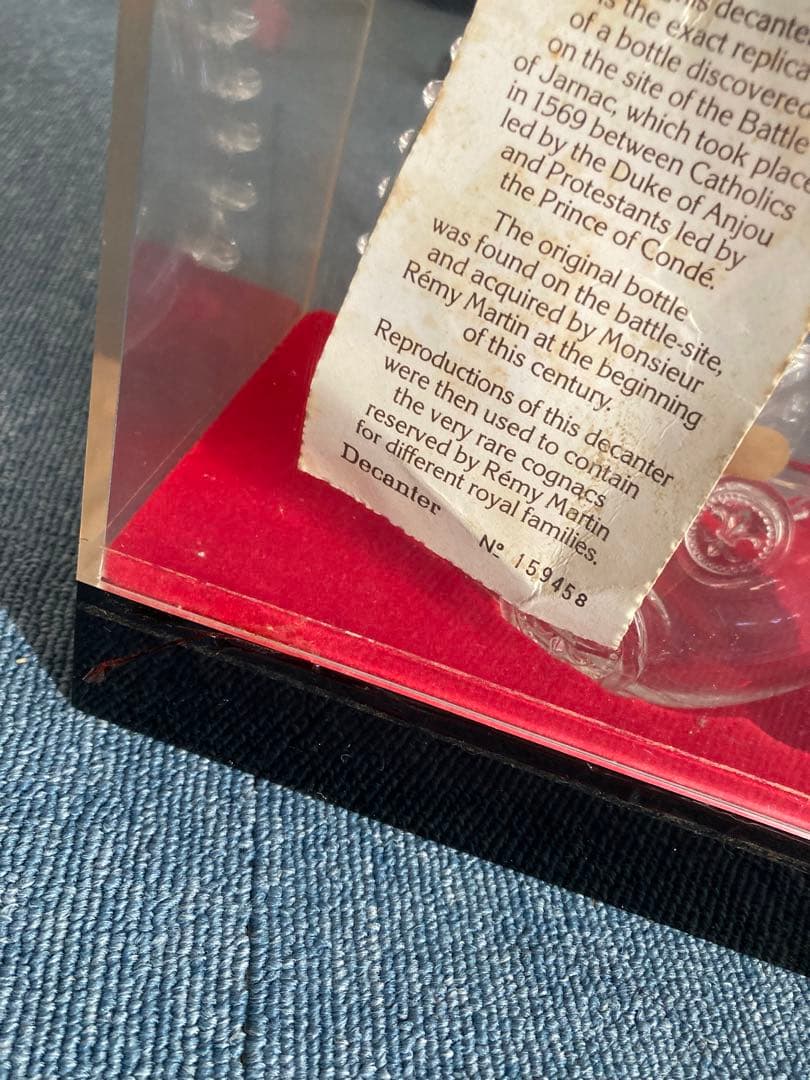 decanter
is the exact replica
of a bottle discovered
on the site of the Battle
of Jarnac, which took place
in 1569 between Catholics
led by the Duke of Anjou
and Protestants led by
the Prince of Condé.
The original bottle
was found on the battle-site,
and acquired by Monsieur
Rémy Martin at the beginning
of this century.
Reproductions of this decanter
were then used to contain
the very rare cognacs
reserved by Rémy Martin
for different royal families.
Decanter Nº 159458